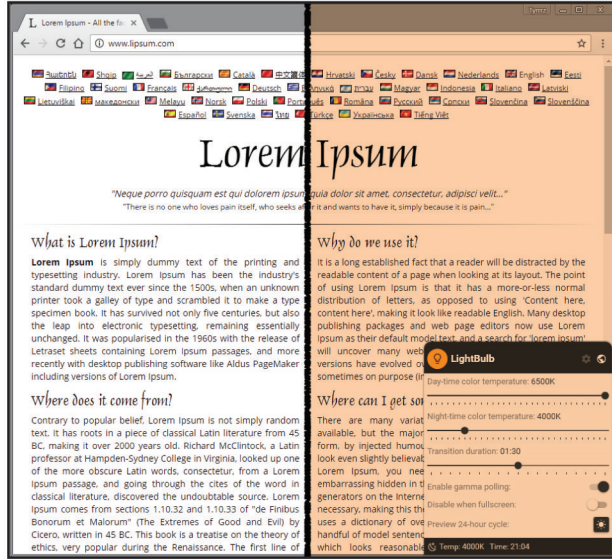 Lorem Ipsum - All the fa
Tyrrrz
www.lipsum.com
Հայերեն Shqip العربية Български Català 中文简体 Hrvatski Česky Dansk Nederlands English Eesti
Filipino Suomi Français ქართული Deutsch Ελληνικά עברית Magyar Indonesia Italiano Latviski
Lietuviškai македонски Melayu Norsk Polski Português Româna Pyccкий Српски Slovenčina Slovenščina
Español Svenska ไทย Türkçe Українська Tiếng Việt
Lorem Ipsum
"Neque porro quisquam est qui dolorem ipsum quia dolor sit amet, consectetur, adipisci velit..."
"There is no one who loves pain itself, who seeks after it and wants to have it, simply because it is pain..."
What is Lorem Ipsum?
Lorem Ipsum is simply dummy text of the printing and
typesetting industry. Lorem Ipsum has been the industry's
standard dummy text ever since the 1500s, when an unknown
printer took a galley of type and scrambled it to make a type
specimen book. It has survived not only five centuries, but also
the leap into electronic typesetting, remaining essentially
unchanged. It was popularised in the 1960s with the release of
Letraset sheets containing Lorem Ipsum passages, and more
recently with desktop publishing software like Aldus PageMaker
including versions of Lorem Ipsum.
Where does it come from?
Contrary to popular belief, Lorem Ipsum is not simply random
text. It has roots in a piece of classical Latin literature from 45
BC, making it over 2000 years old. Richard McClintock, a Latin
professor at Hampden-Sydney College in Virginia, looked up one
of the more obscure Latin words, consectetur, from a Lorem
Ipsum passage, and going through the cites of the word in
classical literature, discovered the undoubtable source. Lorem
Ipsum comes from sections 1.10.32 and 1.10.33 of "de Finibus
Bonorum et Malorum" (The Extremes of Good and Evil) by
Cicero, written in 45 BC. This book is a treatise on the theory of
ethics, very popular during the Renaissance. The first line of
Why do we use it?
It is a long established fact that a reader will be distracted by the
readable content of a page when looking at its layout. The point
of using Lorem Ipsum is that it has a more-or-less normal
distribution of letters, as opposed to using 'Content here,
content here', making it look like readable English. Many desktop
publishing packages and web page editors now use Lorem
Ipsum as their default model text, and a search for 'lorem ipsum'
will uncover many web
versions have evolved ov
sometimes on purpose (in
Where can I get so
There are many variat
available, but the major
form, by injected humou
look even slightly believab
Lorem Ipsum, you nee
embarrassing hidden in t
generators on the Interne
necessary, making this the
uses a dictionary of ove
handful of model sentenc
which looks reasonable
LightBulb
Day-time color temperature: 6500K
Night-time color temperature: 4000K
Transition duration: 01:30
Enable gamma polling:
Disable when fullscreen:
Preview 24-hour cycle:
Temp: 4000K Time: 21:04